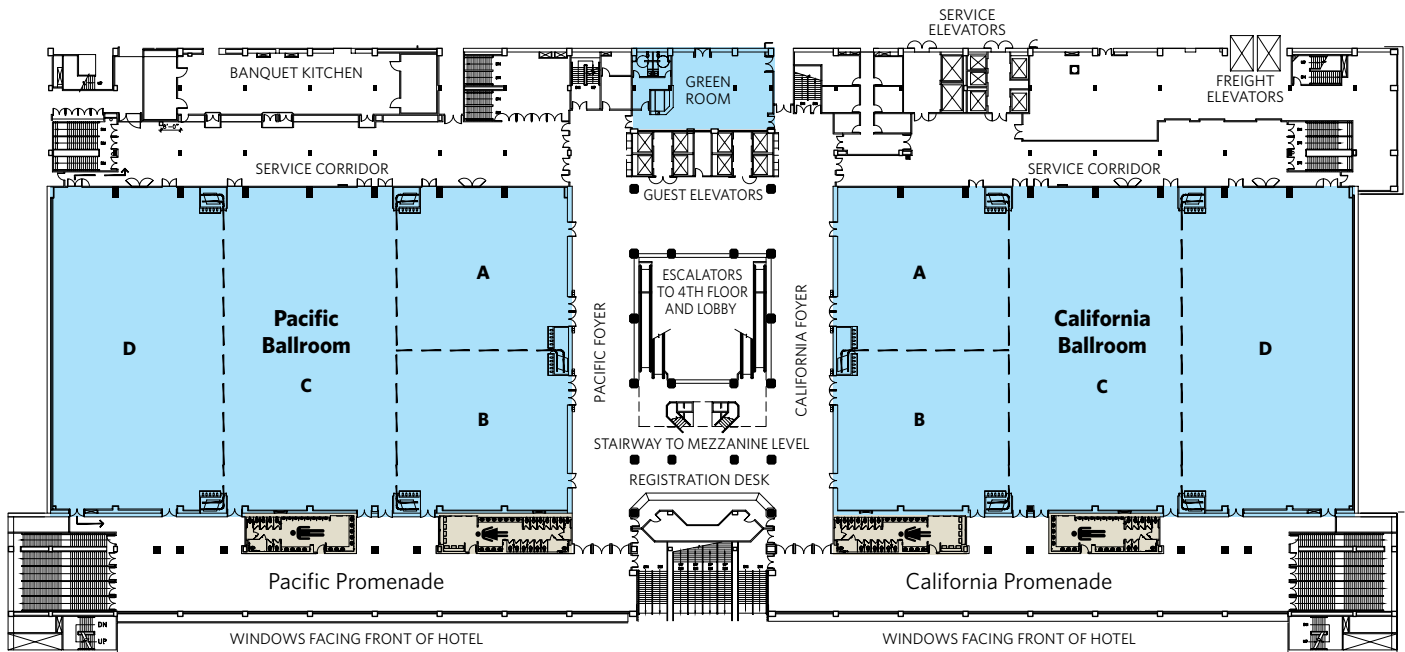 SERVICE
ELEVATORS
BANQUET KITCHEN
GREEN
ROOM
FREIGHT
ELEVATORS
SERVICE CORRIDOR
GUEST ELEVATORS
SERVICE CORRIDOR
A
ESCALATORS
TO 4TH FLOOR
AND LOBBY
A
Pacific
Ballroom
D
C
B
PACIFIC FOYER
CALIFORNIA FOYER
California
Ballroom
D
C
B
STAIRWAY TO MEZZANINE LEVEL
REGISTRATION DESK
Pacific Promenade
California Promenade
DN
UP
WINDOWS FACING FRONT OF HOTEL
WINDOWS FACING FRONT OF HOTEL